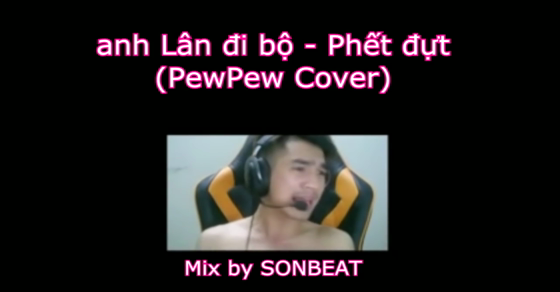 anh Lân đi bộ - Phết đựt
(PewPew Cover)
Mix by SONBEAT